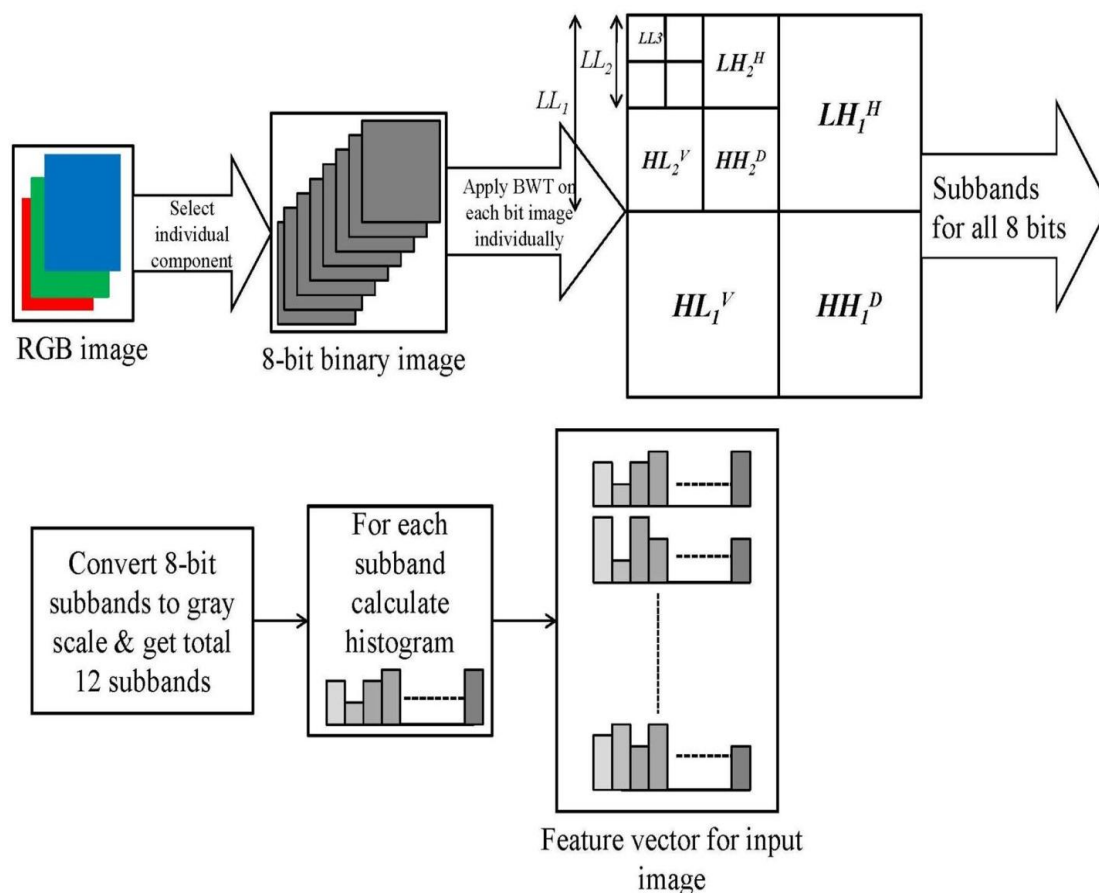 RGB image
Select
individual
component
8-bit binary image
Apply BWT on
each bit image
individually
LL₁
LL₂
LL3
LH₂ᴴ
LH₁ᴴ
HL₂ⱽ
HH₂ᴰ
HL₁ⱽ
HH₁ᴰ
Subbands
for all 8 bits
Convert 8-bit
subbands to gray
scale & get total
12 subbands
For each
subband
calculate
histogram
Feature vector for input
image